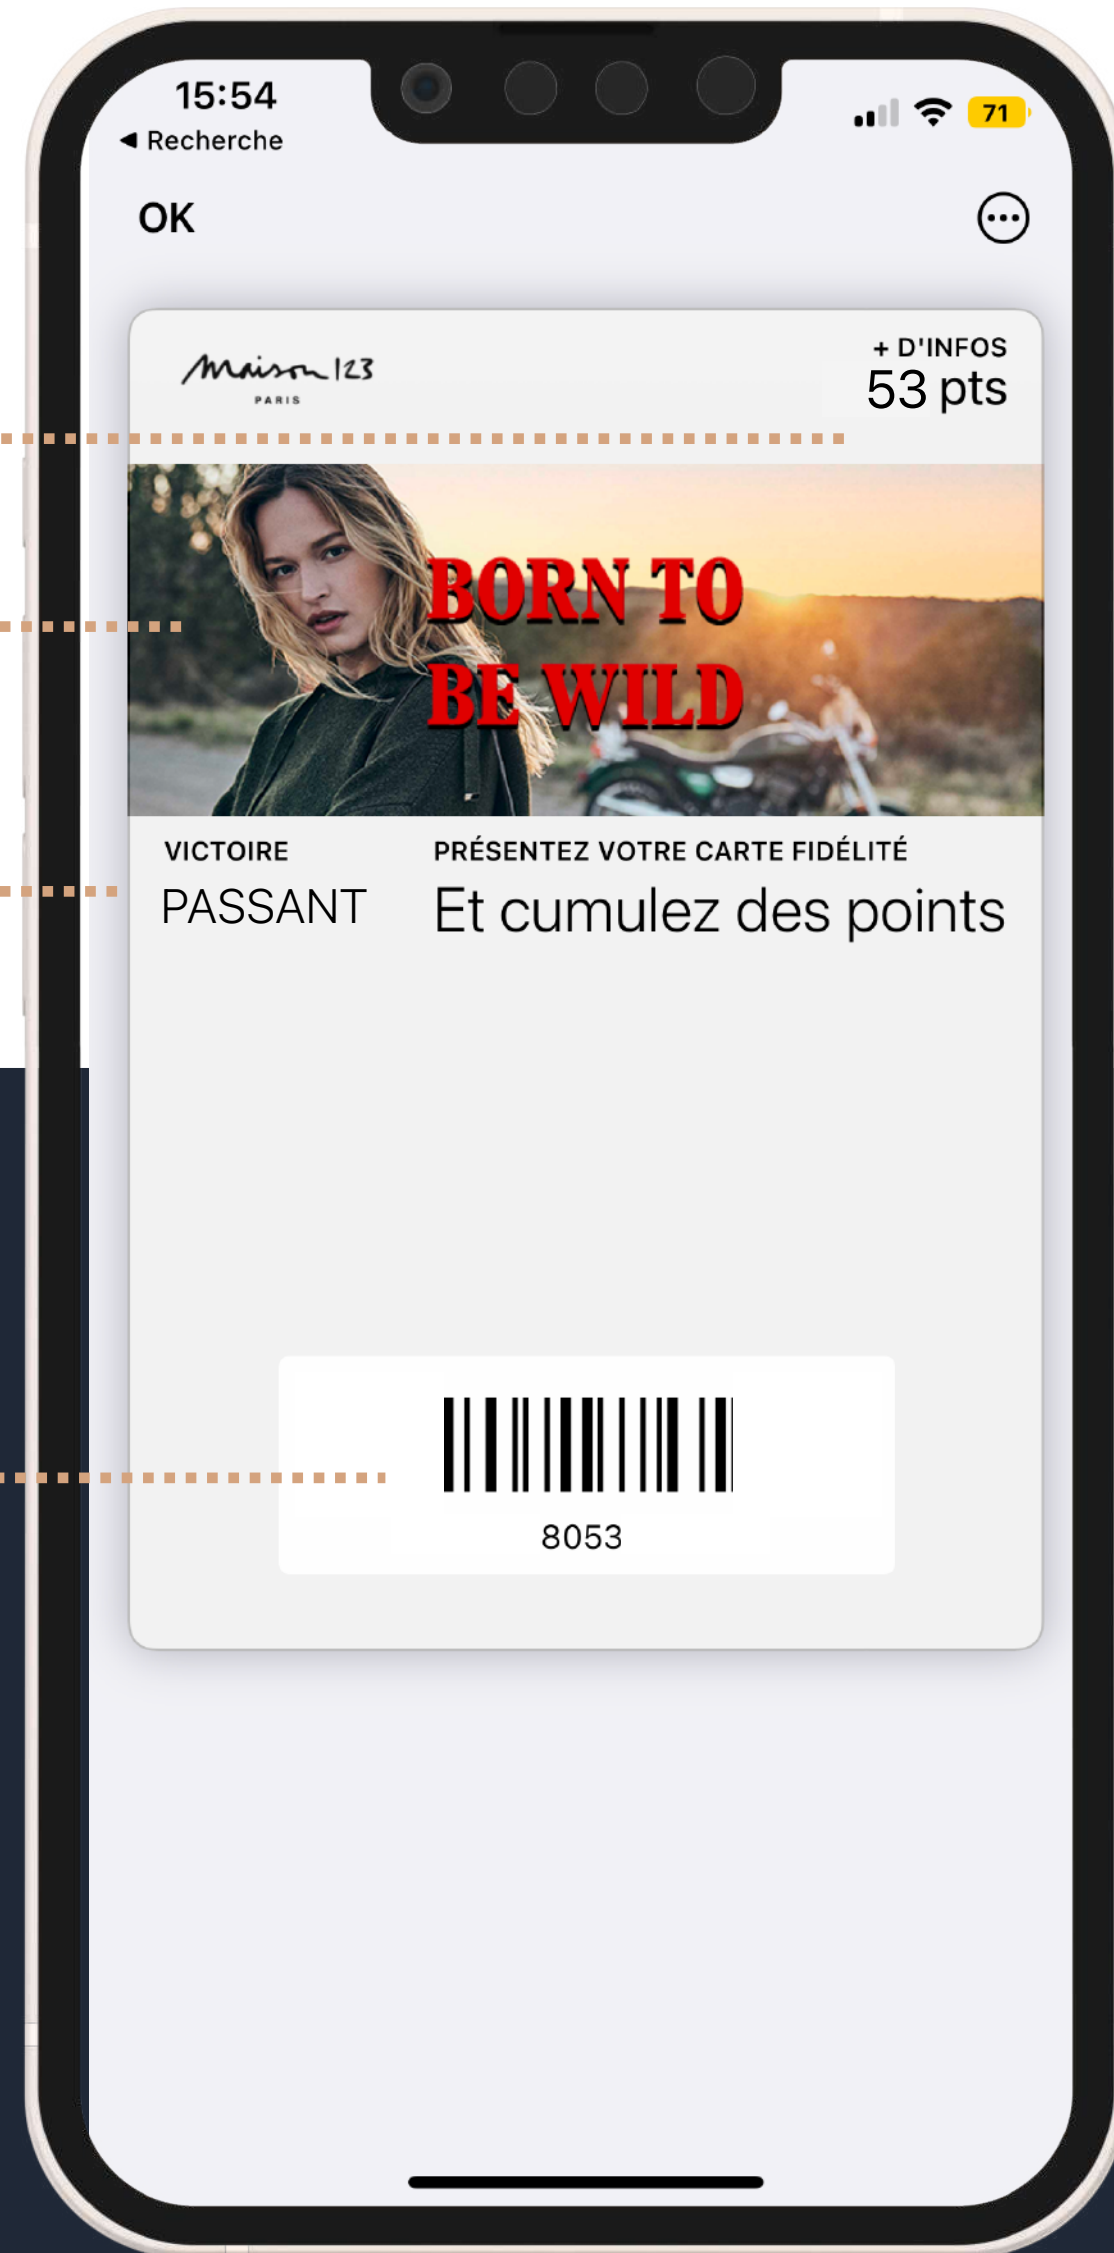 15:54
◀ Recherche
71
OK
Maison 123
PARIS
+ D'INFOS
53 pts
BORN TO
BE WILD
VICTOIRE
PASSANT
PRÉSENTEZ VOTRE CARTE FIDÉLITÉ
Et cumulez des points
8053